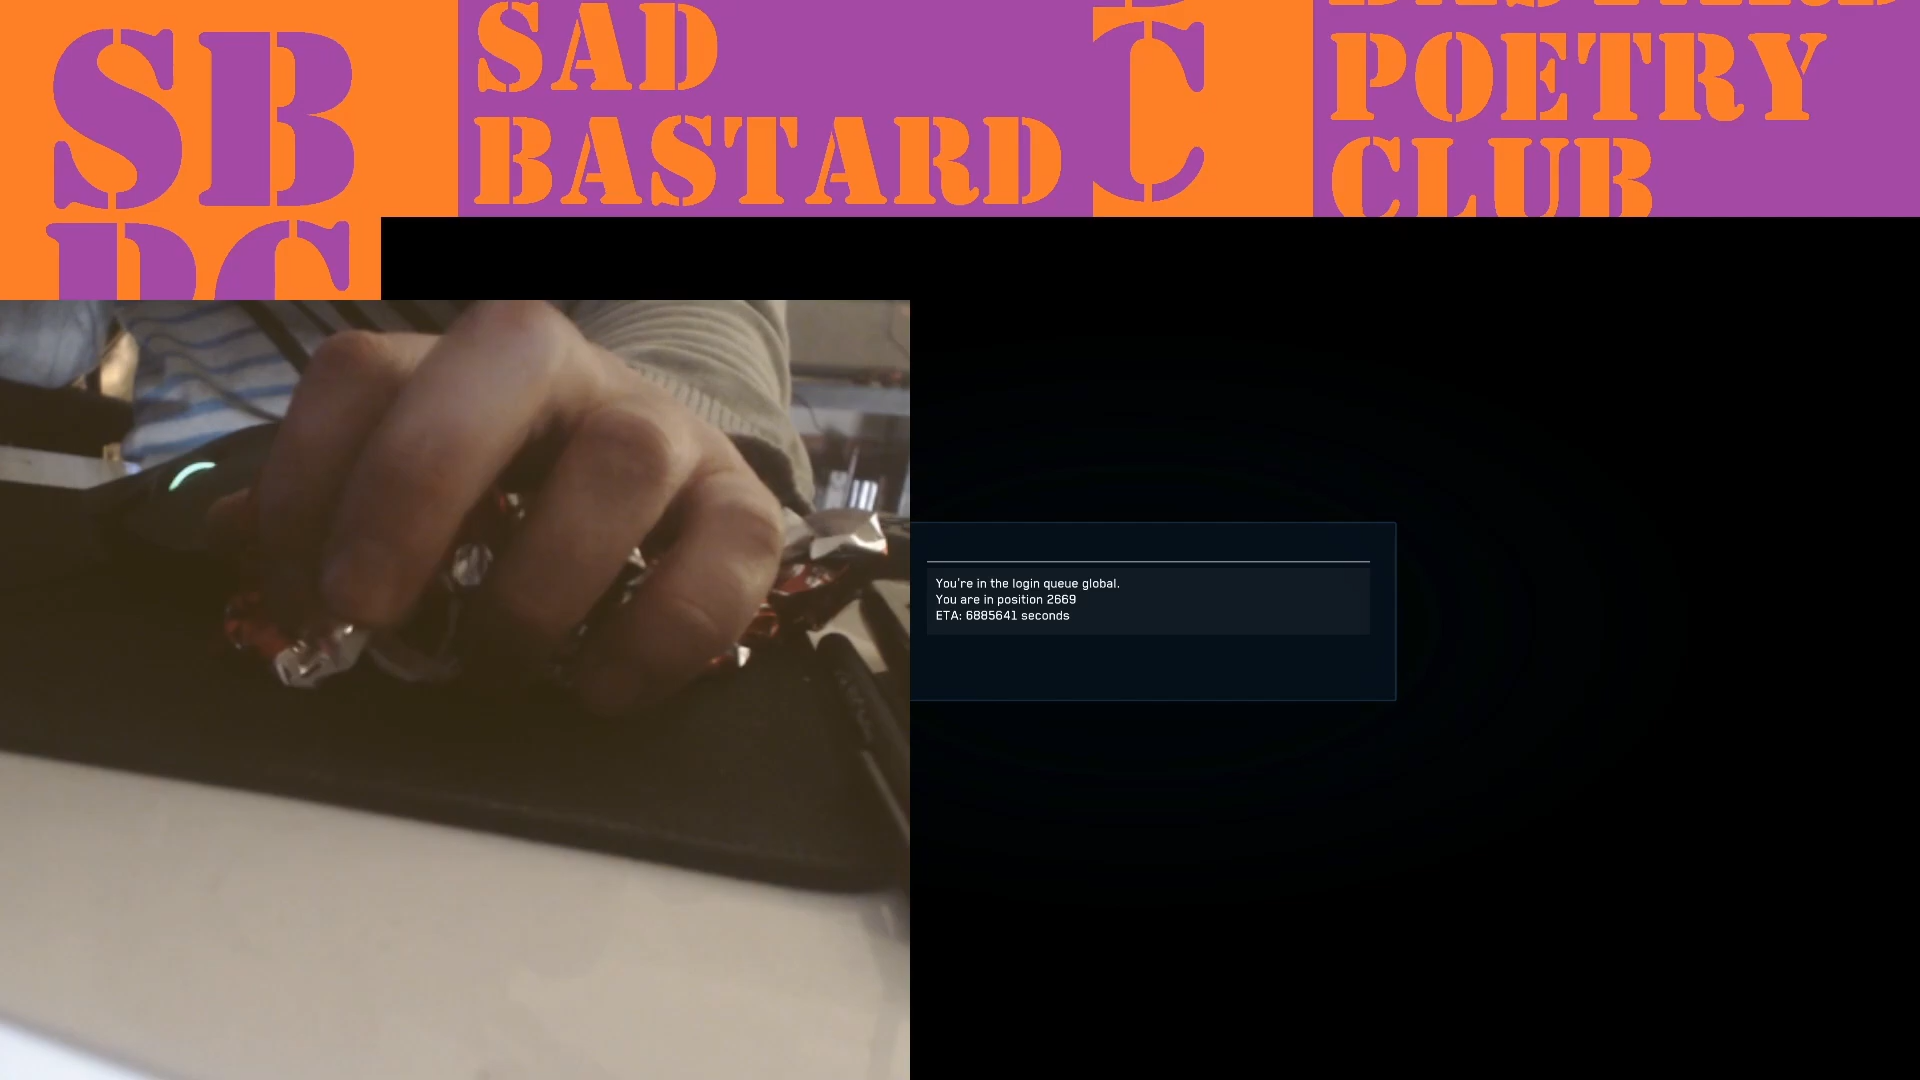 SB
PC
SAD
BASTARD
C
POETRY
CLUB
You're in the login queue global.
You are in position 2669
ETA: 6885641 seconds